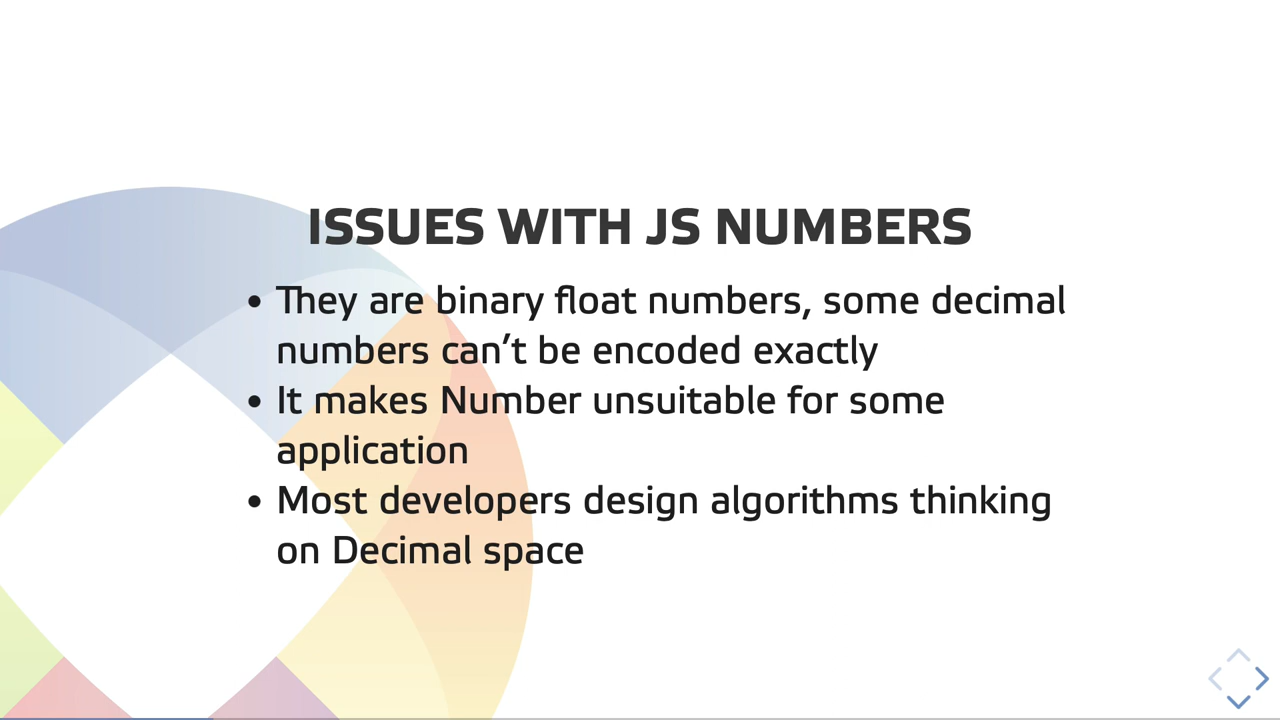 ISSUES WITH JS NUMBERS
• They are binary float numbers, some decimal
numbers can’t be encoded exactly
• It makes Number unsuitable for some
application
• Most developers design algorithms thinking
on Decimal space